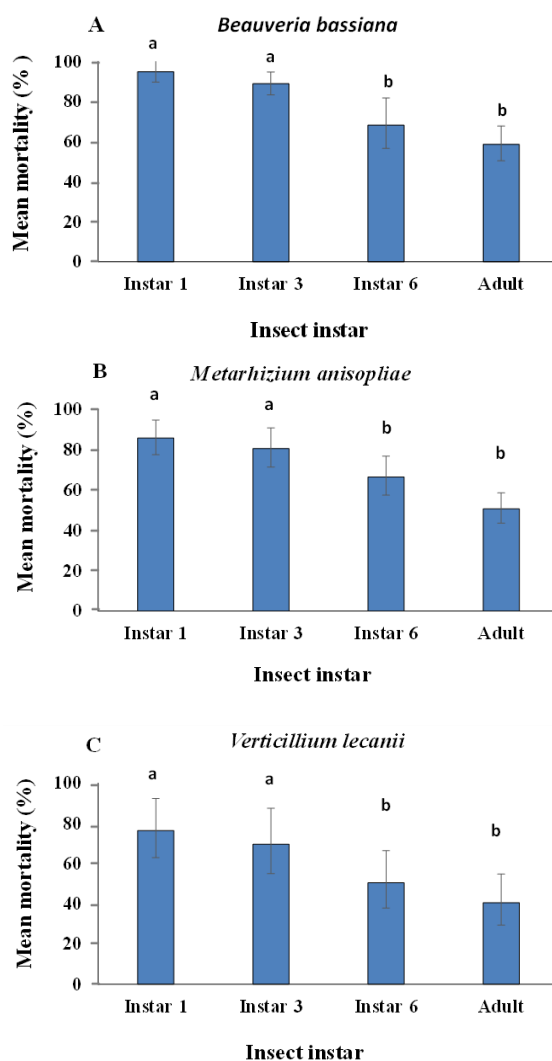 A Beauveria bassiana
a a b b
100
80
60
40
20
0
Mean mortality (% )
Instar 1 Instar 3 Instar 6 Adult
Insect instar
B Metarhizium anisopliae
a a b b
100
80
60
40
20
0
Mean mortality (%)
Instar 1 Instar 3 Instar 6 Adult
Insect instar
C Verticillium lecanii
a a b b
100
80
60
40
20
0
Mean mortality (%)
Instar 1 Instar 3 Instar 6 Adult
Insect instar